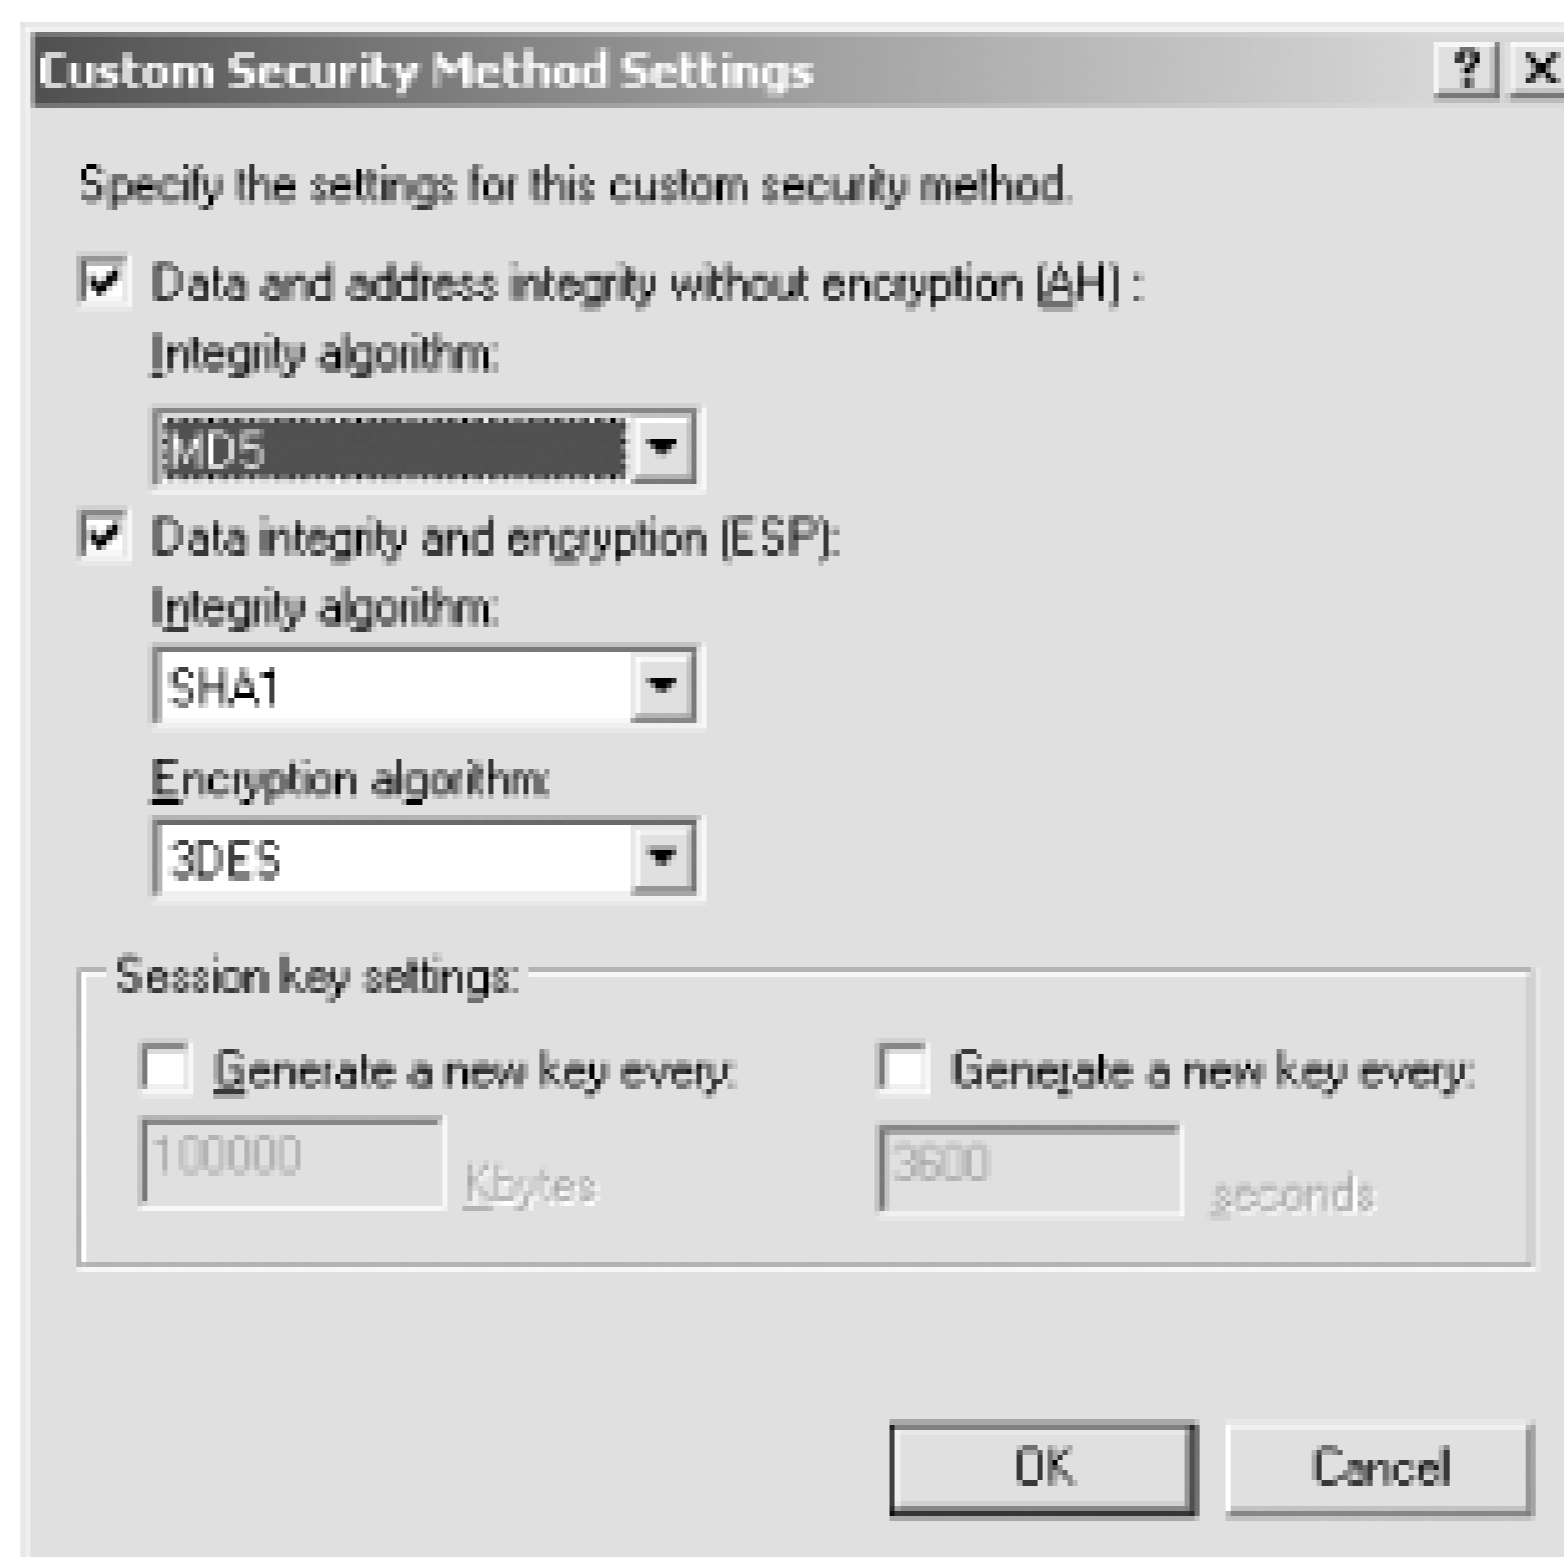 Custom Security Method Settings
Specify the settings for this custom security method.
Data and address integrity without encryption (AH) :
Integrity algorithm:
MD5
Data integrity and encryption (ESP):
Integrity algorithm:
SHA1
Encryption algorithm:
3DES
Session key settings:
Generate a new key every: Generate a new key every:
100000 Kbytes 3600 seconds
OK Cancel